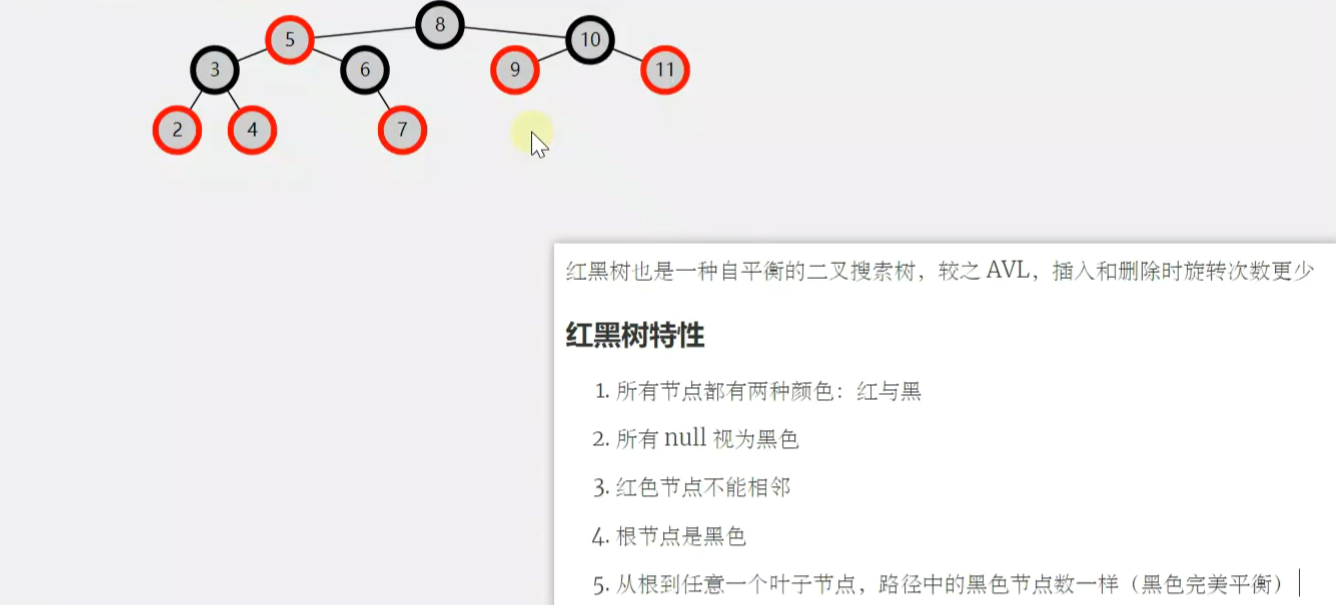 8
5
10
3
6
9
11
2
4
7
红黑树也是一种自平衡的二叉搜索树，较之 AVL，插入和删除时旋转次数更少
红黑树特性
1. 所有节点都有两种颜色：红与黑
2. 所有 null 视为黑色
3. 红色节点不能相邻
4. 根节点是黑色
5. 从根到任意一个叶子节点，路径中的黑色节点数一样（黑色完美平衡）